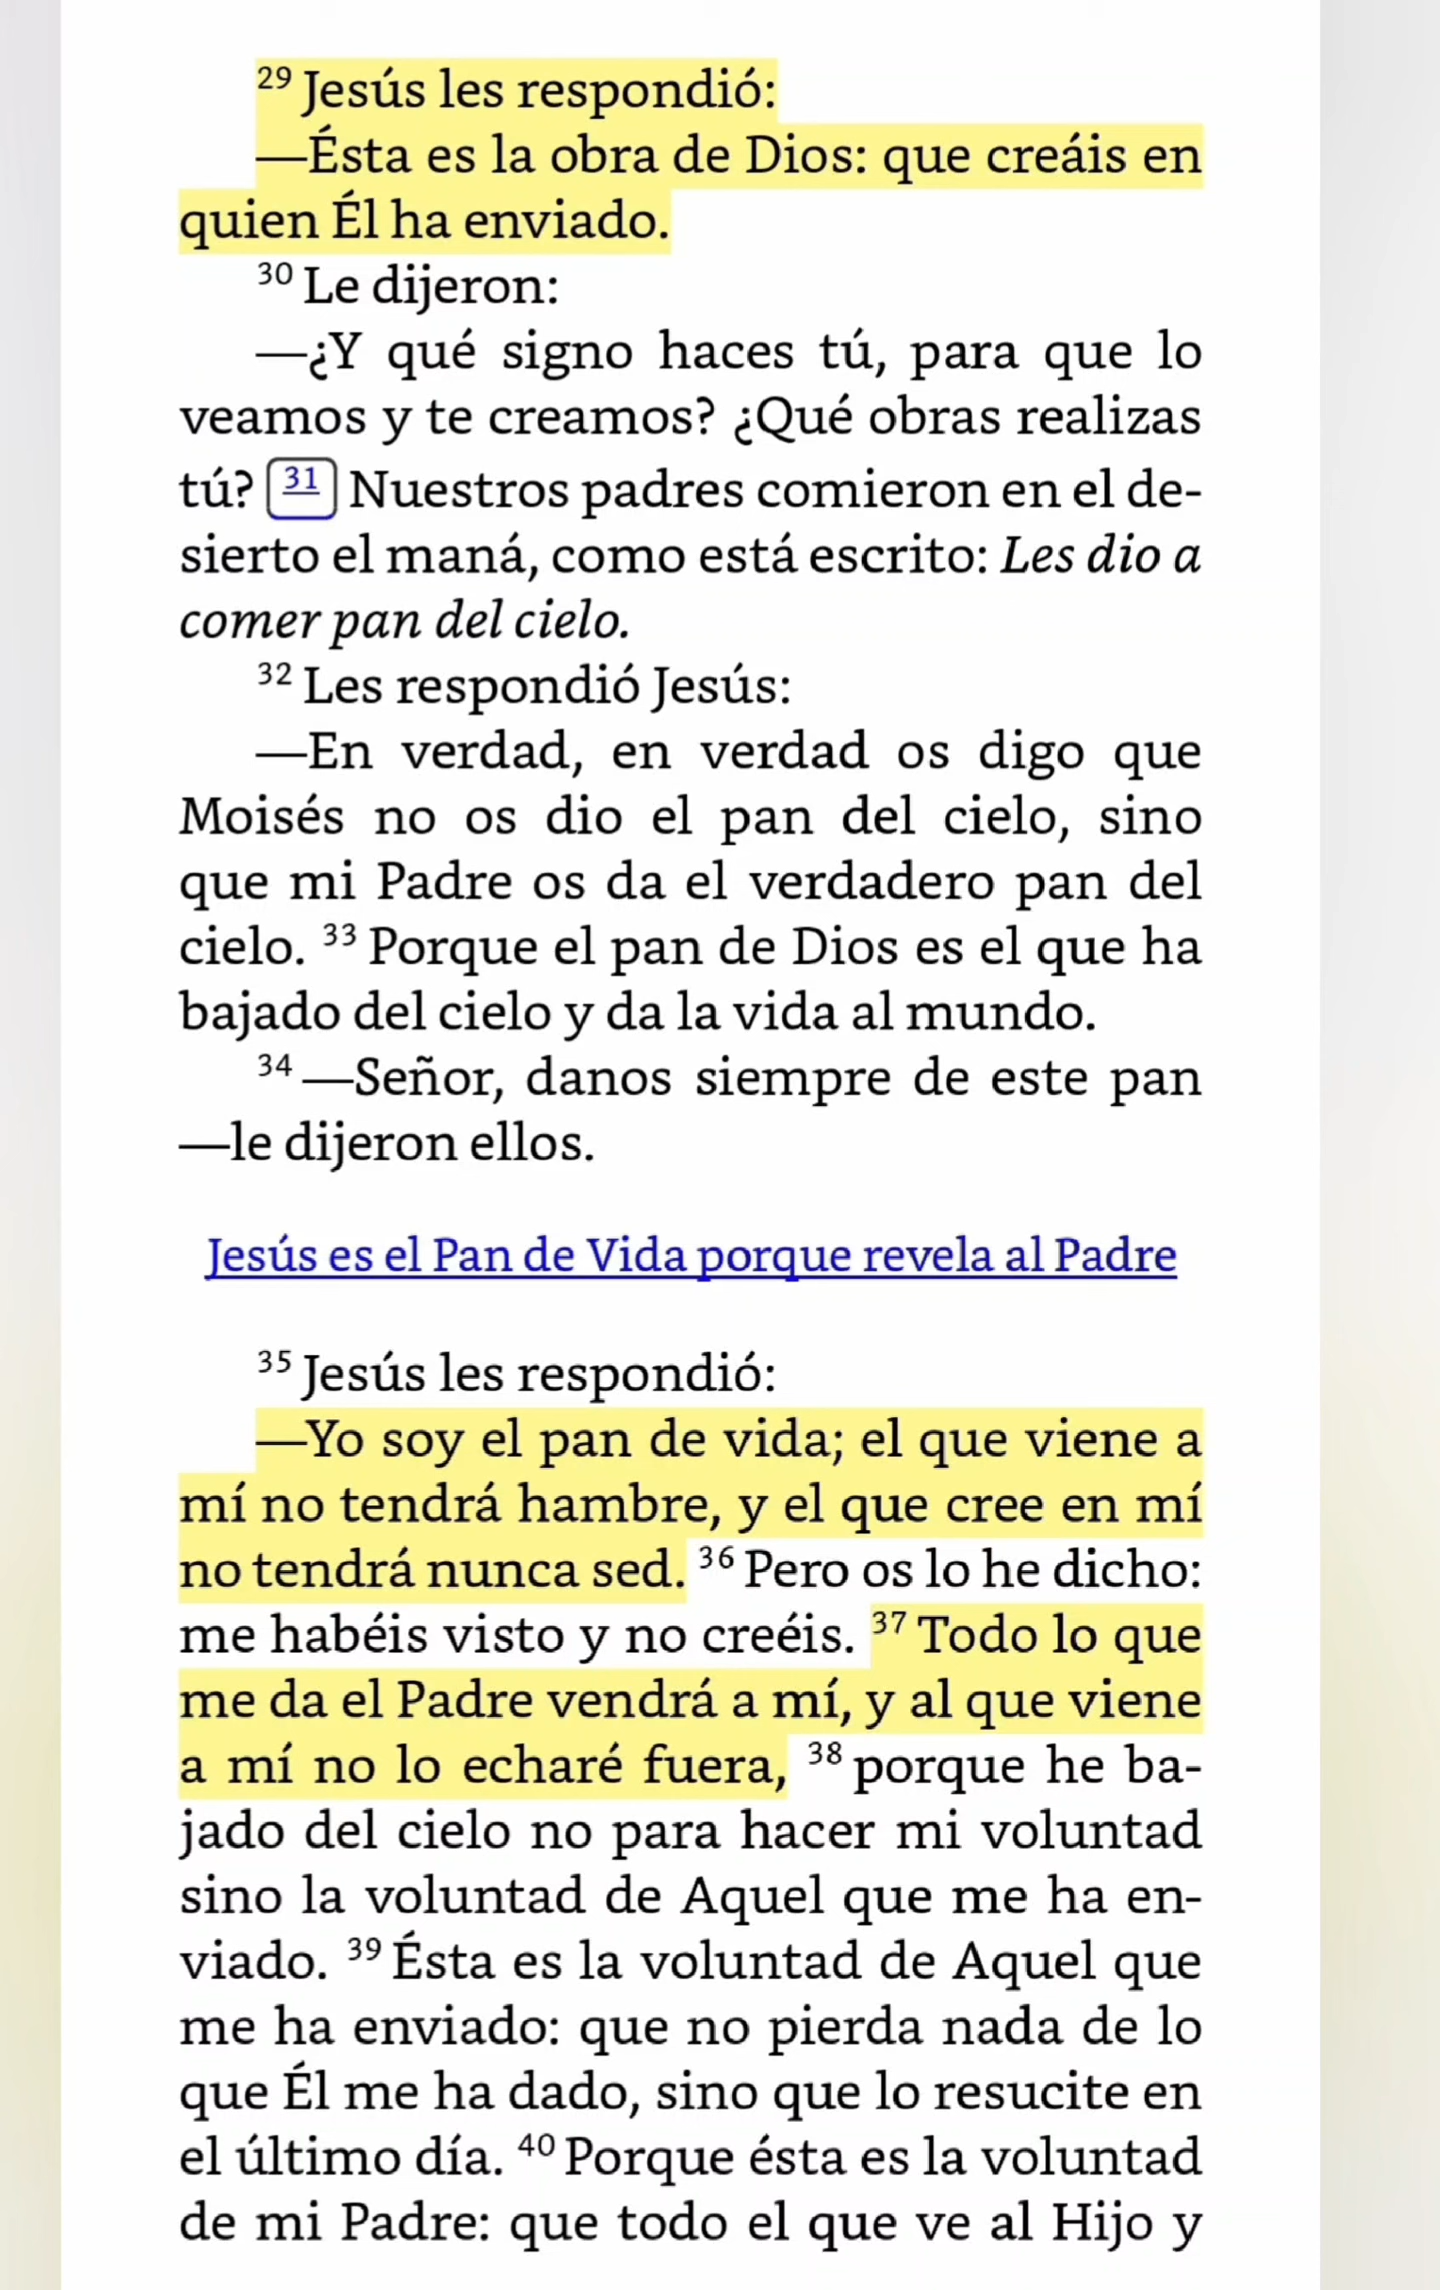 29 Jesús les respondió:
—Ésta es la obra de Dios: que creáis en
quien Él ha enviado.
30 Le dijeron:
—¿Y qué signo haces tú, para que lo
veamos y te creamos? ¿Qué obras realizas
tú? 31 Nuestros padres comieron en el de-
sierto el maná, como está escrito: Les dio a
comer pan del cielo.
32 Les respondió Jesús:
—En verdad, en verdad os digo que
Moisés no os dio el pan del cielo, sino
que mi Padre os da el verdadero pan del
cielo. 33 Porque el pan de Dios es el que ha
bajado del cielo y da la vida al mundo.
34 —Señor, danos siempre de este pan
—le dijeron ellos.
Jesús es el Pan de Vida porque revela al Padre
35 Jesús les respondió:
—Yo soy el pan de vida; el que viene a
mí no tendrá hambre, y el que cree en mí
no tendrá nunca sed. 36 Pero os lo he dicho:
me habéis visto y no creéis. 37 Todo lo que
me da el Padre vendrá a mí, y al que viene
a mí no lo echaré fuera, 38 porque he ba-
jado del cielo no para hacer mi voluntad
sino la voluntad de Aquel que me ha en-
viado. 39 Ésta es la voluntad de Aquel que
me ha enviado: que no pierda nada de lo
que Él me ha dado, sino que lo resucite en
el último día. 40 Porque ésta es la voluntad
de mi Padre: que todo el que ve al Hijo y